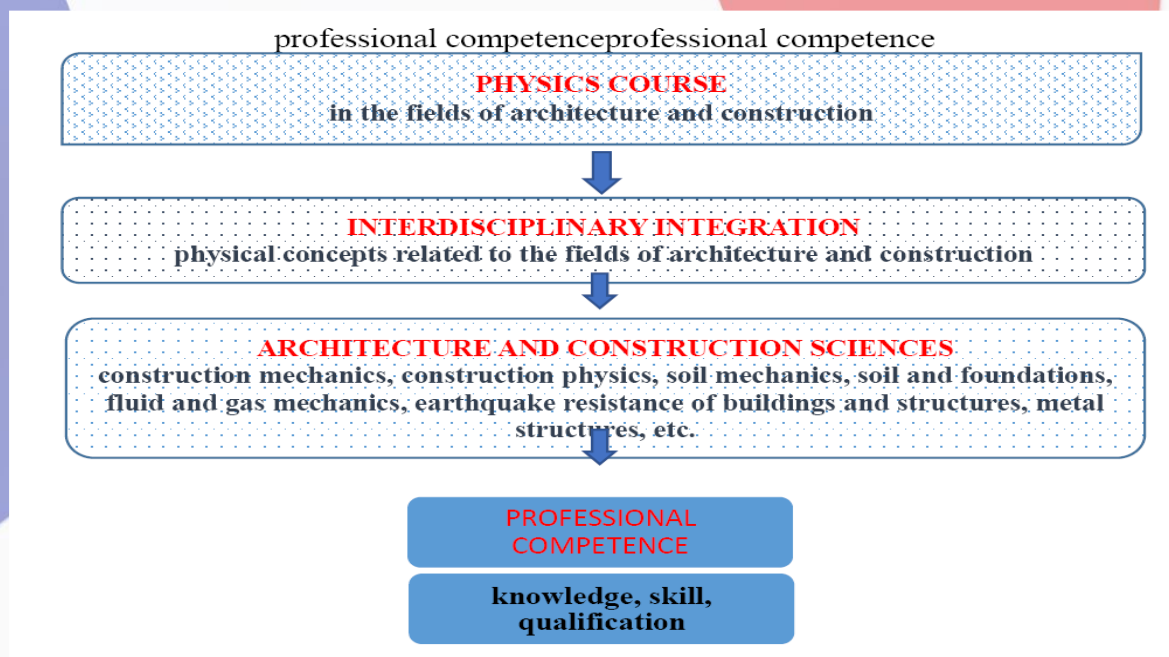 professional competenceprofessional competence
PHYSICS COURSE
in the fields of architecture and construction
INTERDISCIPLINARY INTEGRATION
physical concepts related to the fields of architecture and construction
ARCHITECTURE AND CONSTRUCTION SCIENCES
construction mechanics, construction physics, soil mechanics, soil and foundations,
fluid and gas mechanics, earthquake resistance of buildings and structures, metal
structures, etc.
PROFESSIONAL
COMPETENCE
knowledge, skill,
qualification